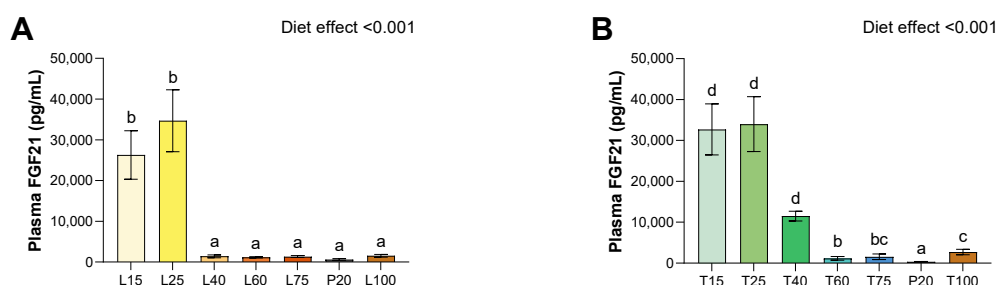 A
Diet effect <0.001
Plasma FGF21 (pg/mL)
50,000
40,000
30,000
20,000
10,000
0
b
b
a
a
a
a
a
L15
L25
L40
L60
L75
P20
L100
B
Diet effect <0.001
Plasma FGF21 (pg/mL)
50,000
40,000
30,000
20,000
10,000
0
d
d
d
b
bc
a
c
T15
T25
T40
T60
T75
P20
T100